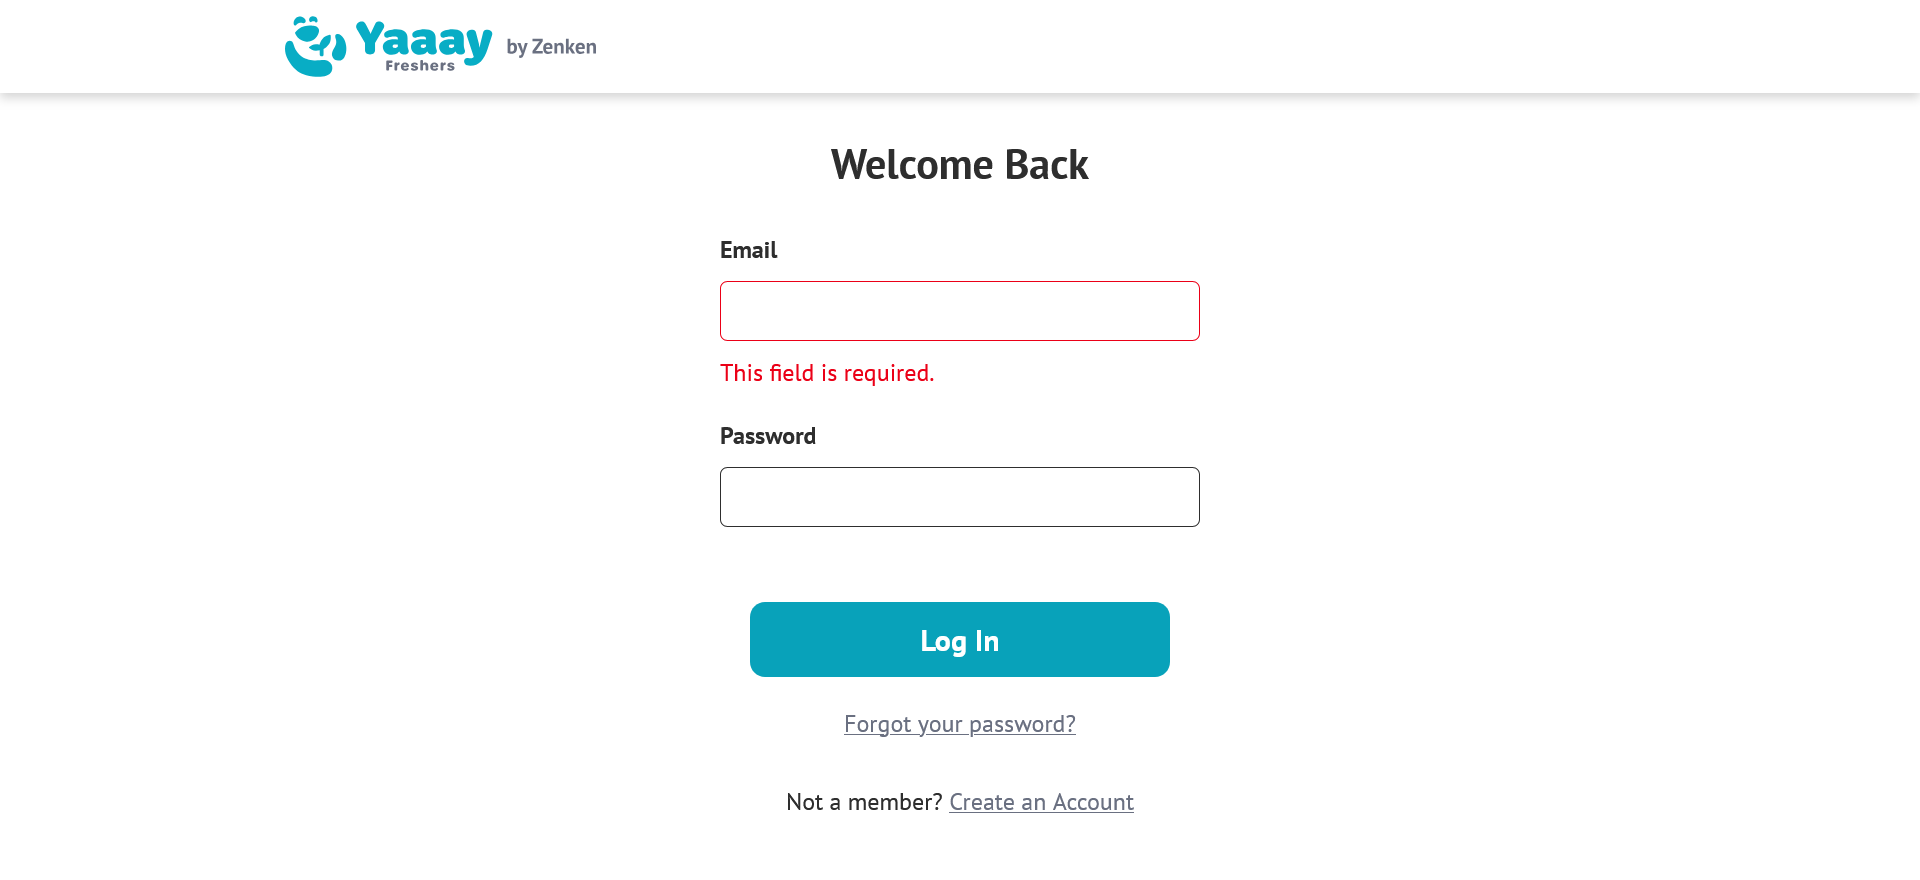 Yaaay
Freshers
by Zenken
Welcome Back
Email
This field is required.
Password
Log In
Forgot your password?
Not a member? Create an Account